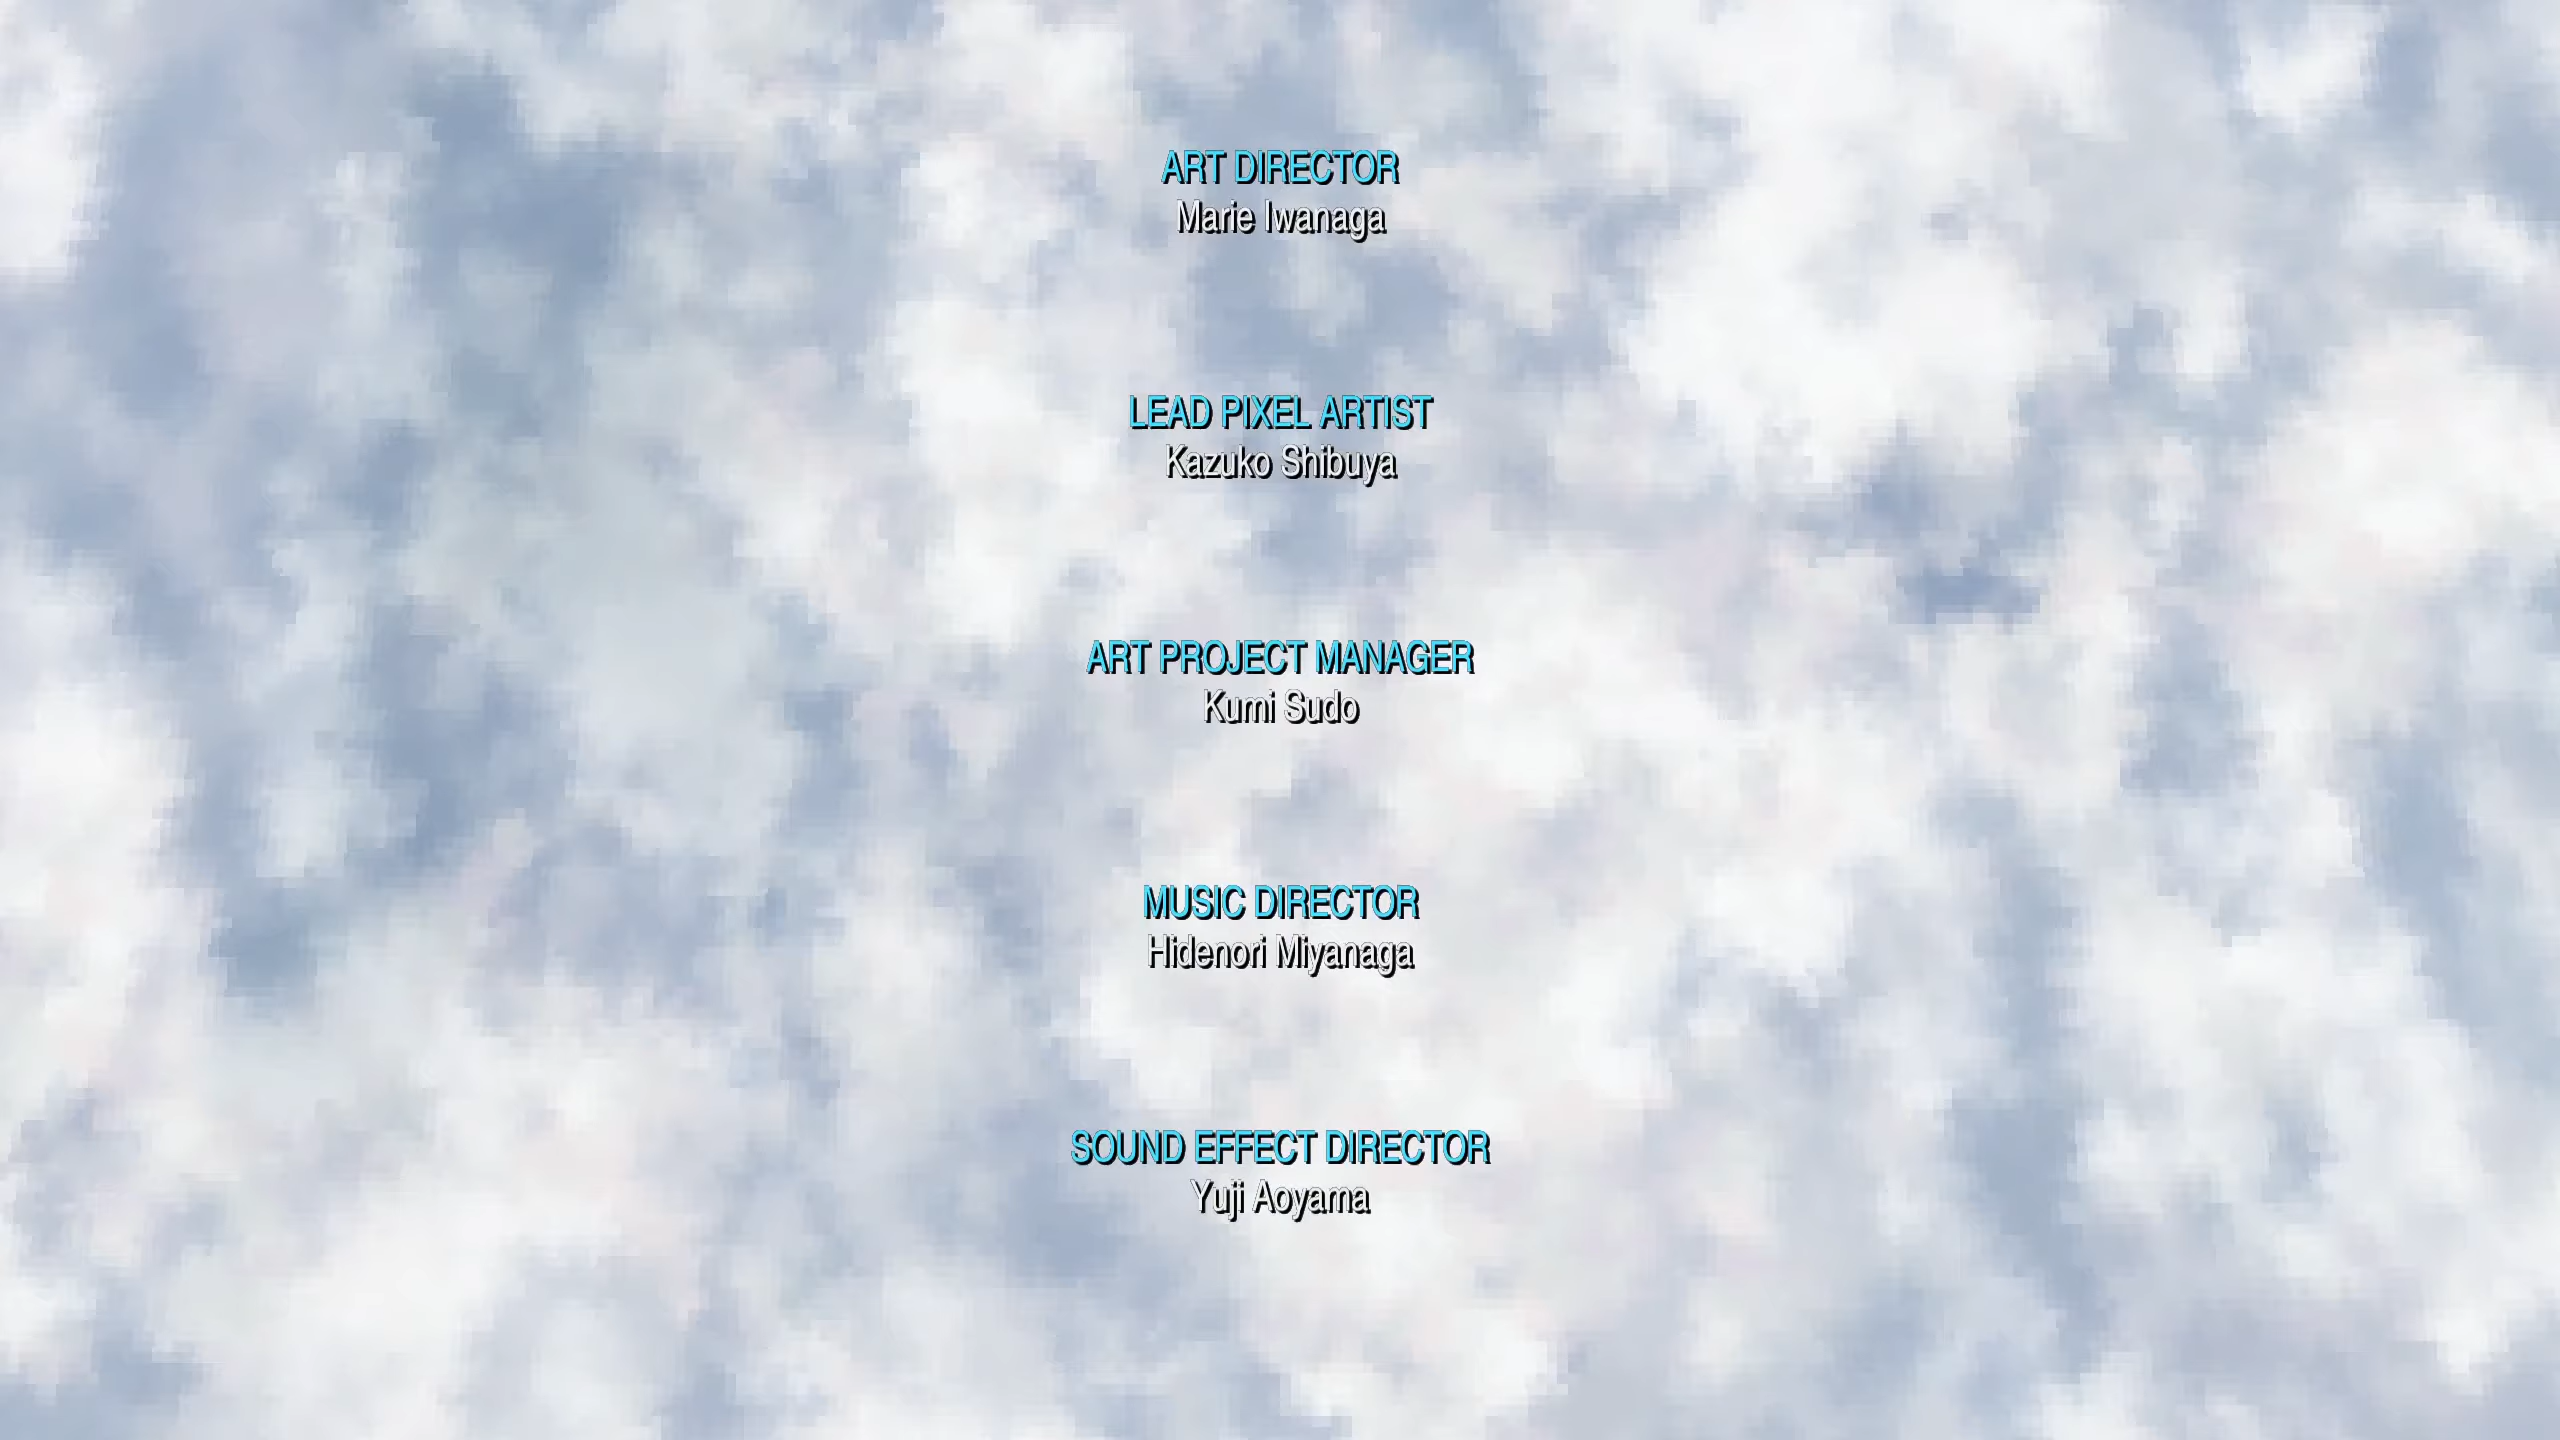 ART DIRECTOR
Marie Iwanaga
LEAD PIXEL ARTIST
Kazuko Shibuya
ART PROJECT MANAGER
Kumi Sudo
MUSIC DIRECTOR
Hidenori Miyanaga
SOUND EFFECT DIRECTOR
Yuji Aoyama